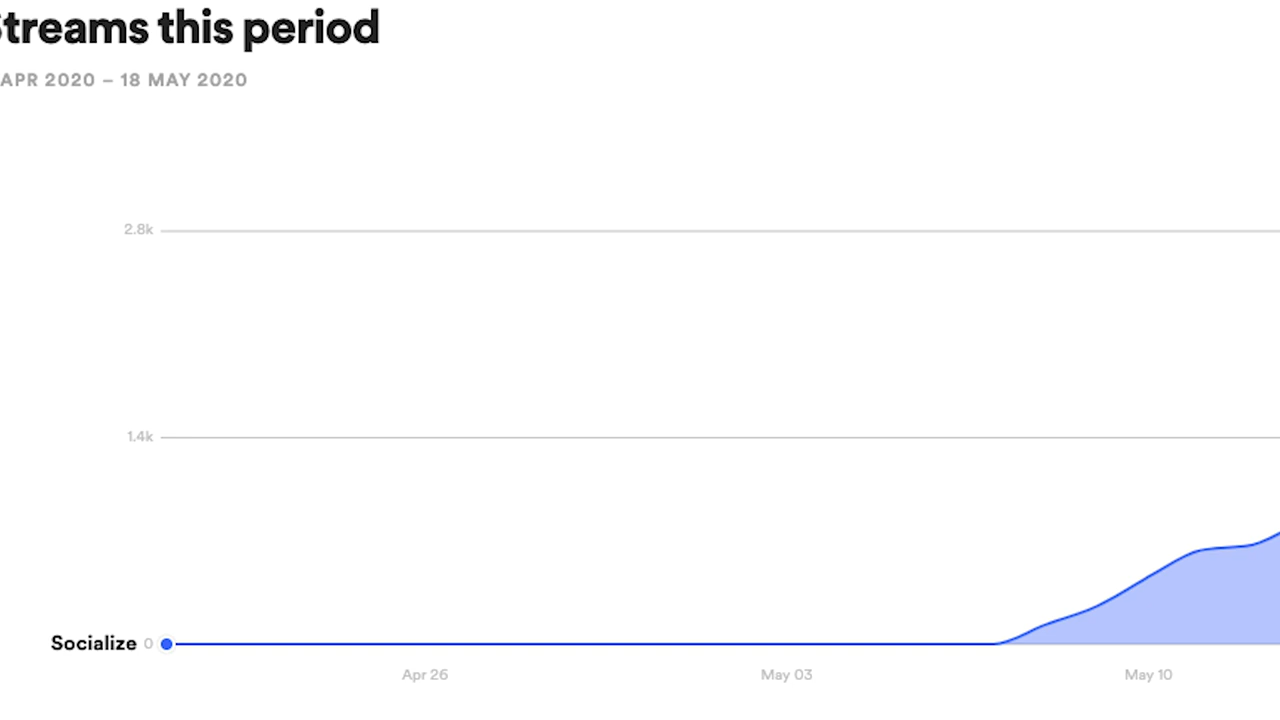 Streams this period
APR 2020 – 18 MAY 2020
2.8k
1.4k
Socialize 0
Apr 26 May 03 May 10